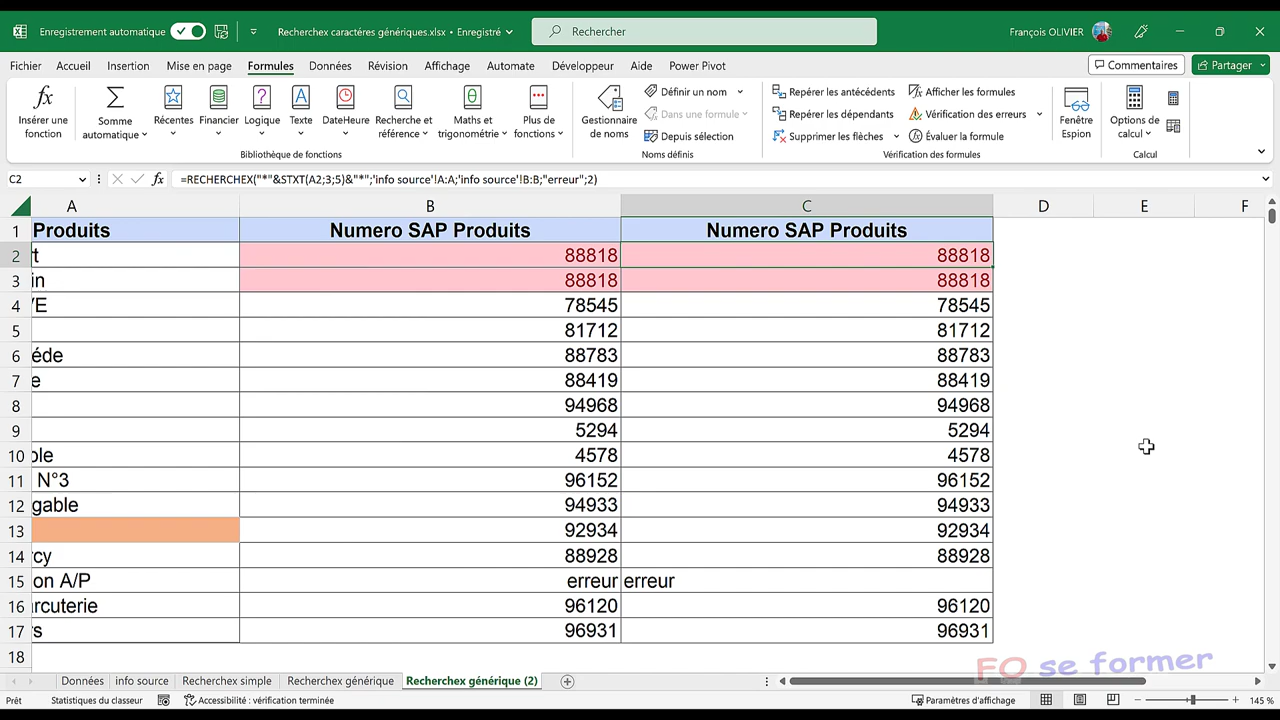 Enregistrement automatique
Recherchex caractères génériques.xlsx • Enregistré
Rechercher
François OLIVIER
Fichier Accueil Insertion Mise en page Formules Données Révision Affichage Automate Développeur Aide Power Pivot
Commentaires Partager
Insérer une fonction
Somme automatique
Récentes
Financier
Logique
Texte
DateHeure
Recherche et référence
Maths et trigonométrie
Plus de fonctions
Bibliothèque de fonctions
Gestionnaire de noms
Définir un nom
Dans une formule
Depuis sélection
Noms définis
Repérer les antécédents
Repérer les dépendants
Supprimer les flèches
Afficher les formules
Vérification des erreurs
Évaluer la formule
Vérification des formules
Fenêtre Espion
Options de calcul
Calcul
C2
fx =RECHERCHEX("*"&STXT(A2;3;5)&"*";'info source'!A:A;'info source'!B:B;"erreur";2)
A B C D E F
1 Produits Numero SAP Produits Numero SAP Produits
2 t 88818 88818
3 in 88818 88818
4 /E 78545 78545
5 81712 81712
6 éde 88783 88783
7 e 88419 88419
8 94968 94968
9 5294 5294
10 ole 4578 4578
11 N°3 96152 96152
12 gable 94933 94933
13 92934 92934
14 rcy 88928 88928
15 on A/P erreur erreur
16 arcuterie 96120 96120
17 s 96931 96931
18
FO se former
Données info source Recherchex simple Recherchex générique Recherchex générique (2)
Prêt Statistiques du classeur Accessibilité : vérification terminée Paramètres d'affichage 145 %